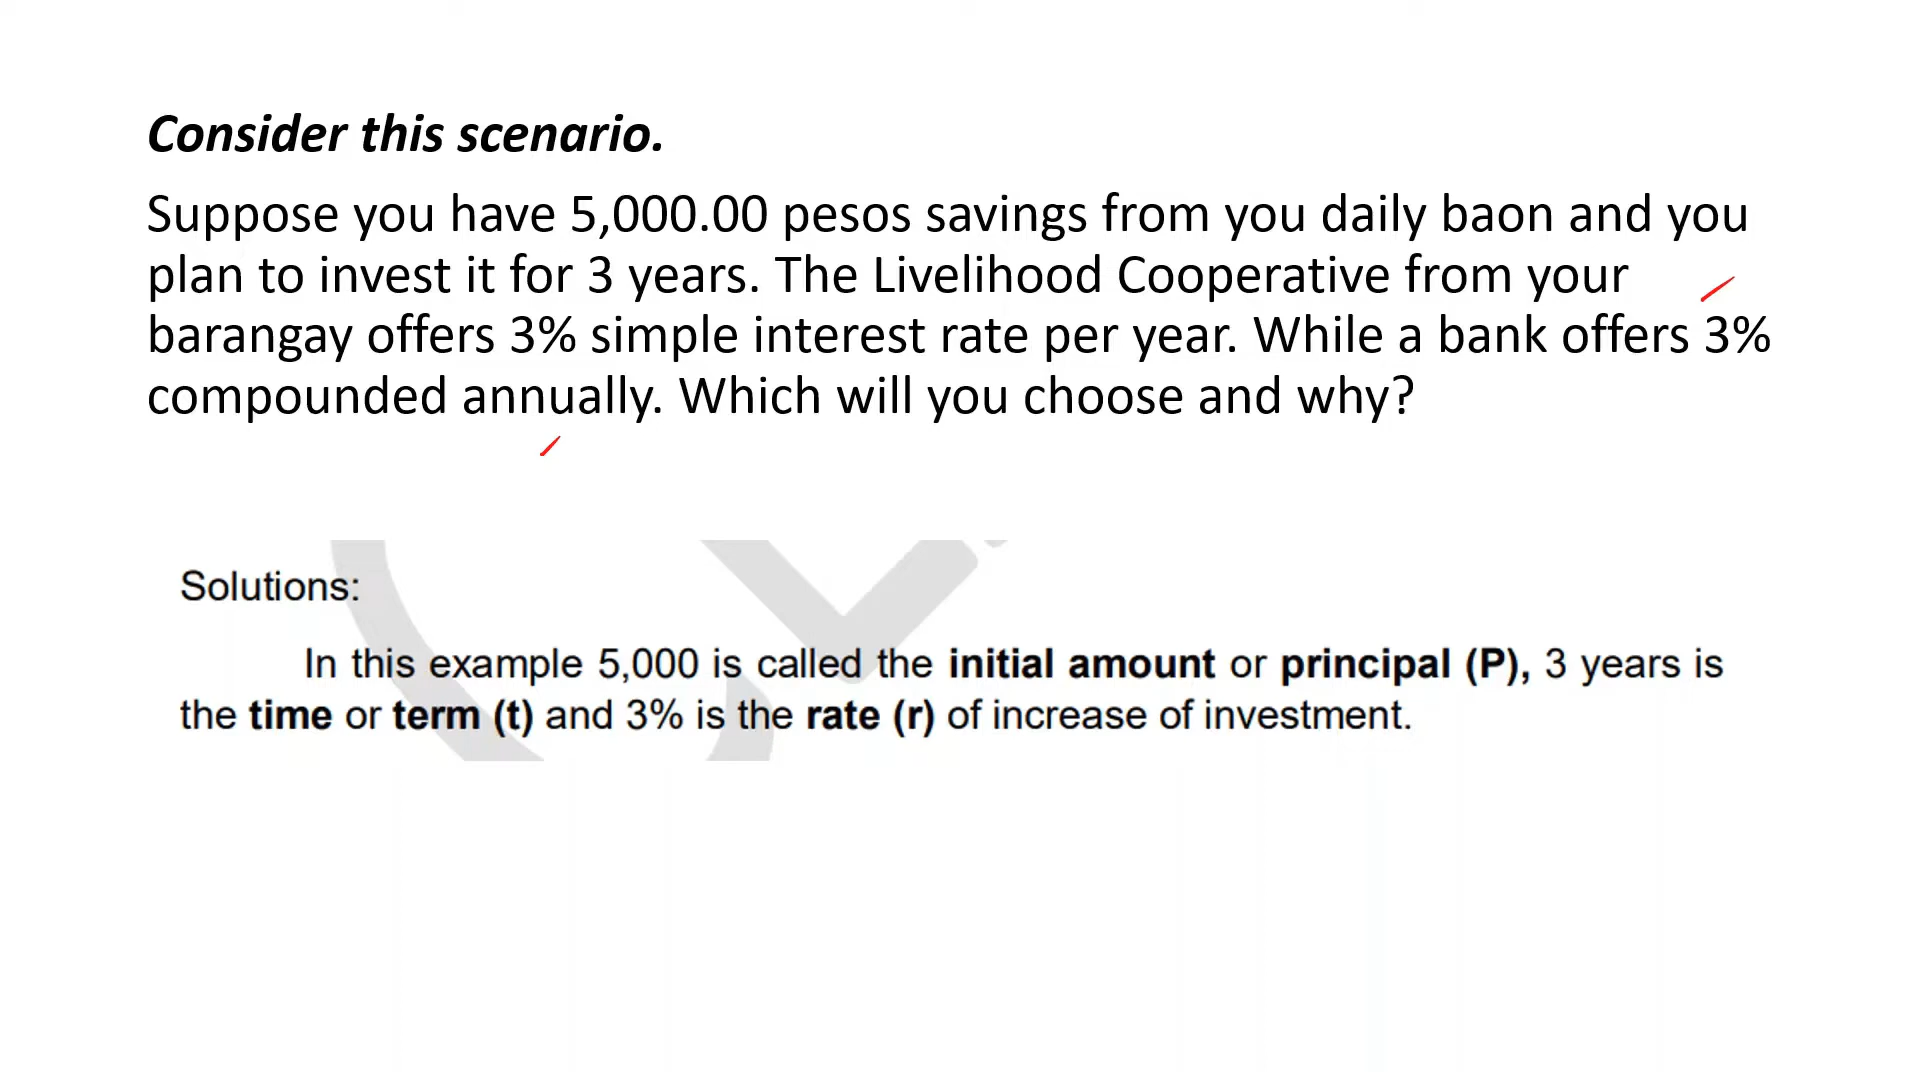 Consider this scenario.
Suppose you have 5,000.00 pesos savings from you daily baon and you
plan to invest it for 3 years. The Livelihood Cooperative from your
barangay offers 3% simple interest rate per year. While a bank offers 3%
compounded annually. Which will you choose and why?
Solutions:
In this example 5,000 is called the initial amount or principal (P), 3 years is
the time or term (t) and 3% is the rate (r) of increase of investment.